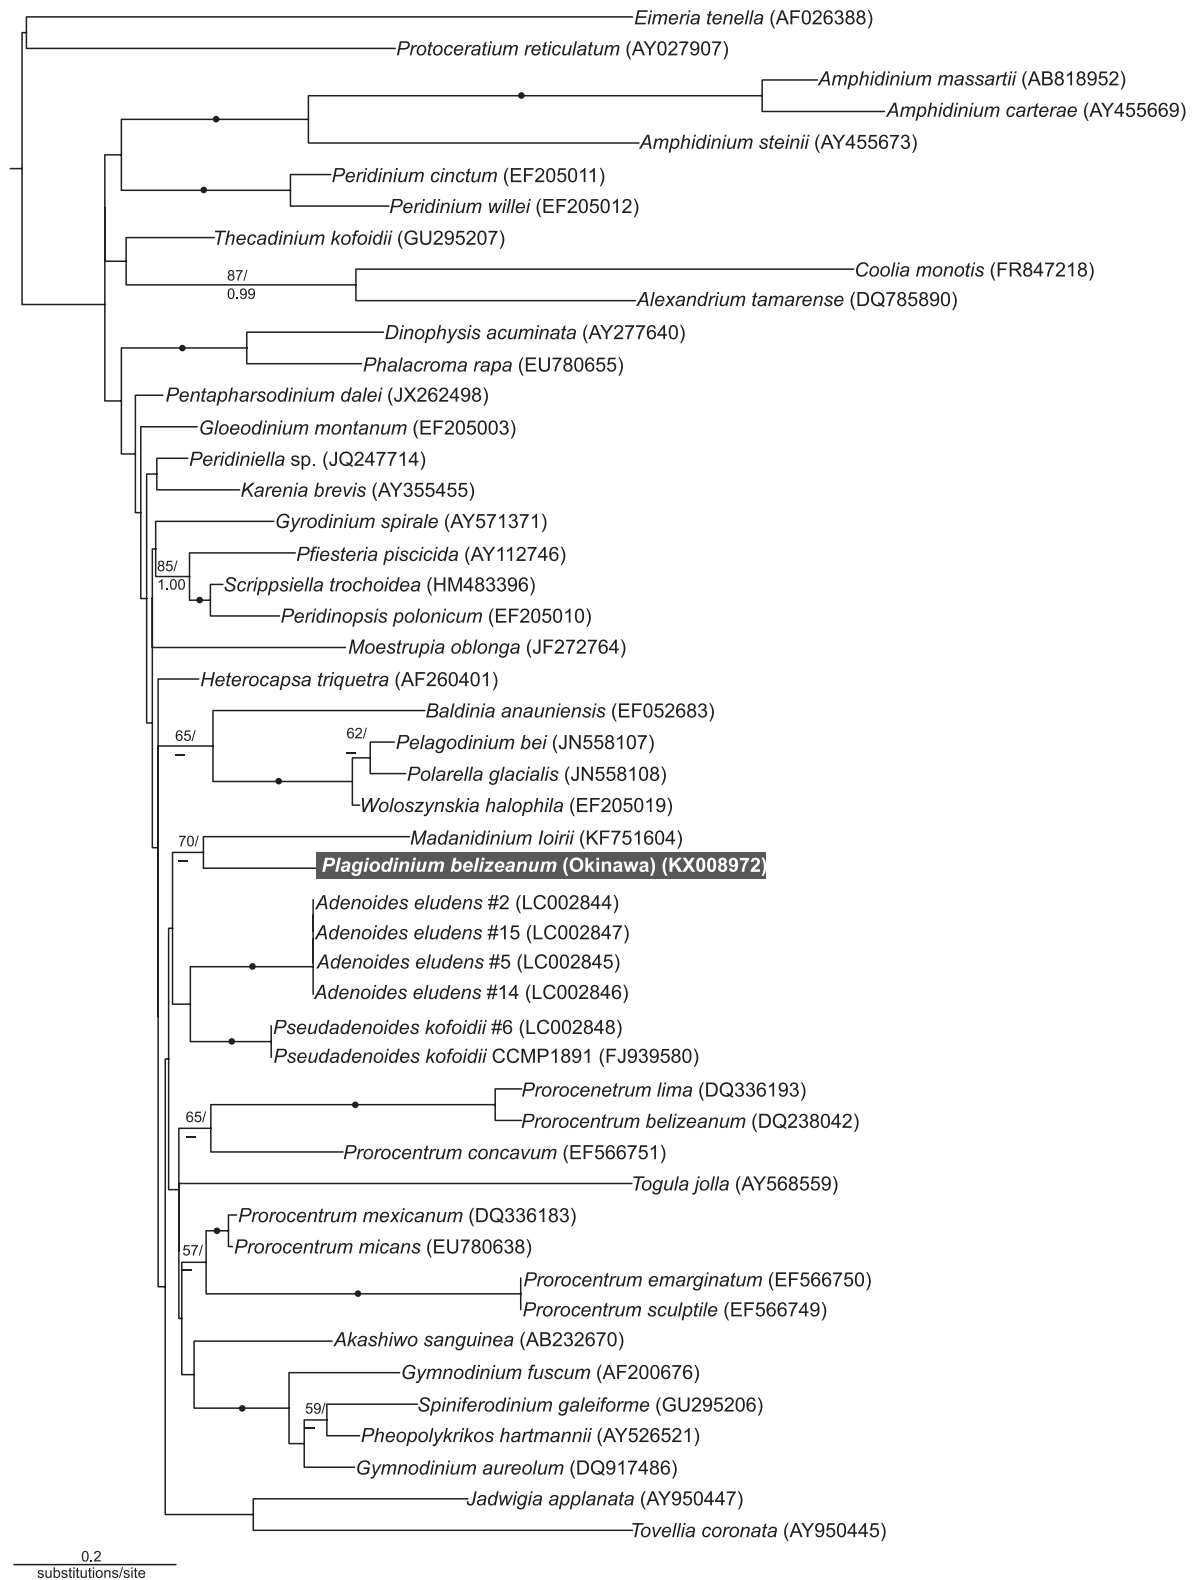 Eimeria tenella (AF026388)
Protoceratium reticulatum (AY027907)
Amphidinium massartii (AB818952)
Amphidinium carterae (AY455669)
Amphidinium steinii (AY455673)
Peridinium cinctum (EF205011)
Peridinium willei (EF205012)
Thecadinium kofoidii (GU295207)
87/
0.99
Coolia monotis (FR847218)
Alexandrium tamarense (DQ785890)
Dinophysis acuminata (AY277640)
Phalacroma rapa (EU780655)
Pentapharsodinium dalei (JX262498)
Gloeodinium montanum (EF205003)
Peridiniella sp. (JQ247714)
Karenia brevis (AY355455)
Gyrodinium spirale (AY571371)
Pfiesteria piscicida (AY112746)
85/
1.00
Scrippsiella trochoidea (HM483396)
Peridinopsis polonicum (EF205010)
Moestrupia oblonga (JF272764)
Heterocapsa triquetra (AF260401)
Baldinia anauniensis (EF052683)
65/
–
62/
–
Pelagodinium bei (JN558107)
Polarella glacialis (JN558108)
Woloszynskia halophila (EF205019)
Madanidinium loirii (KF751604)
70/
–
Plagiodinium belizeanum (Okinawa) (KX008972)
Adenoides eludens #2 (LC002844)
Adenoides eludens #15 (LC002847)
Adenoides eludens #5 (LC002845)
Adenoides eludens #14 (LC002846)
Pseudadenoides kofoidii #6 (LC002848)
Pseudadenoides kofoidii CCMP1891 (FJ939580)
Prorocenetrum lima (DQ336193)
65/
–
Prorocentrum belizeanum (DQ238042)
Prorocentrum concavum (EF566751)
Togula jolla (AY568559)
Prorocentrum mexicanum (DQ336183)
Prorocentrum micans (EU780638)
57/
–
Prorocentrum emarginatum (EF566750)
Prorocentrum sculptile (EF566749)
Akashiwo sanguinea (AB232670)
Gymnodinium fuscum (AF200676)
59/
–
Spiniferodinium galeiforme (GU295206)
Pheopolykrikos hartmannii (AY526521)
Gymnodinium aureolum (DQ917486)
Jadwigia applanata (AY950447)
Tovellia coronata (AY950445)
0.2
substitutions/site